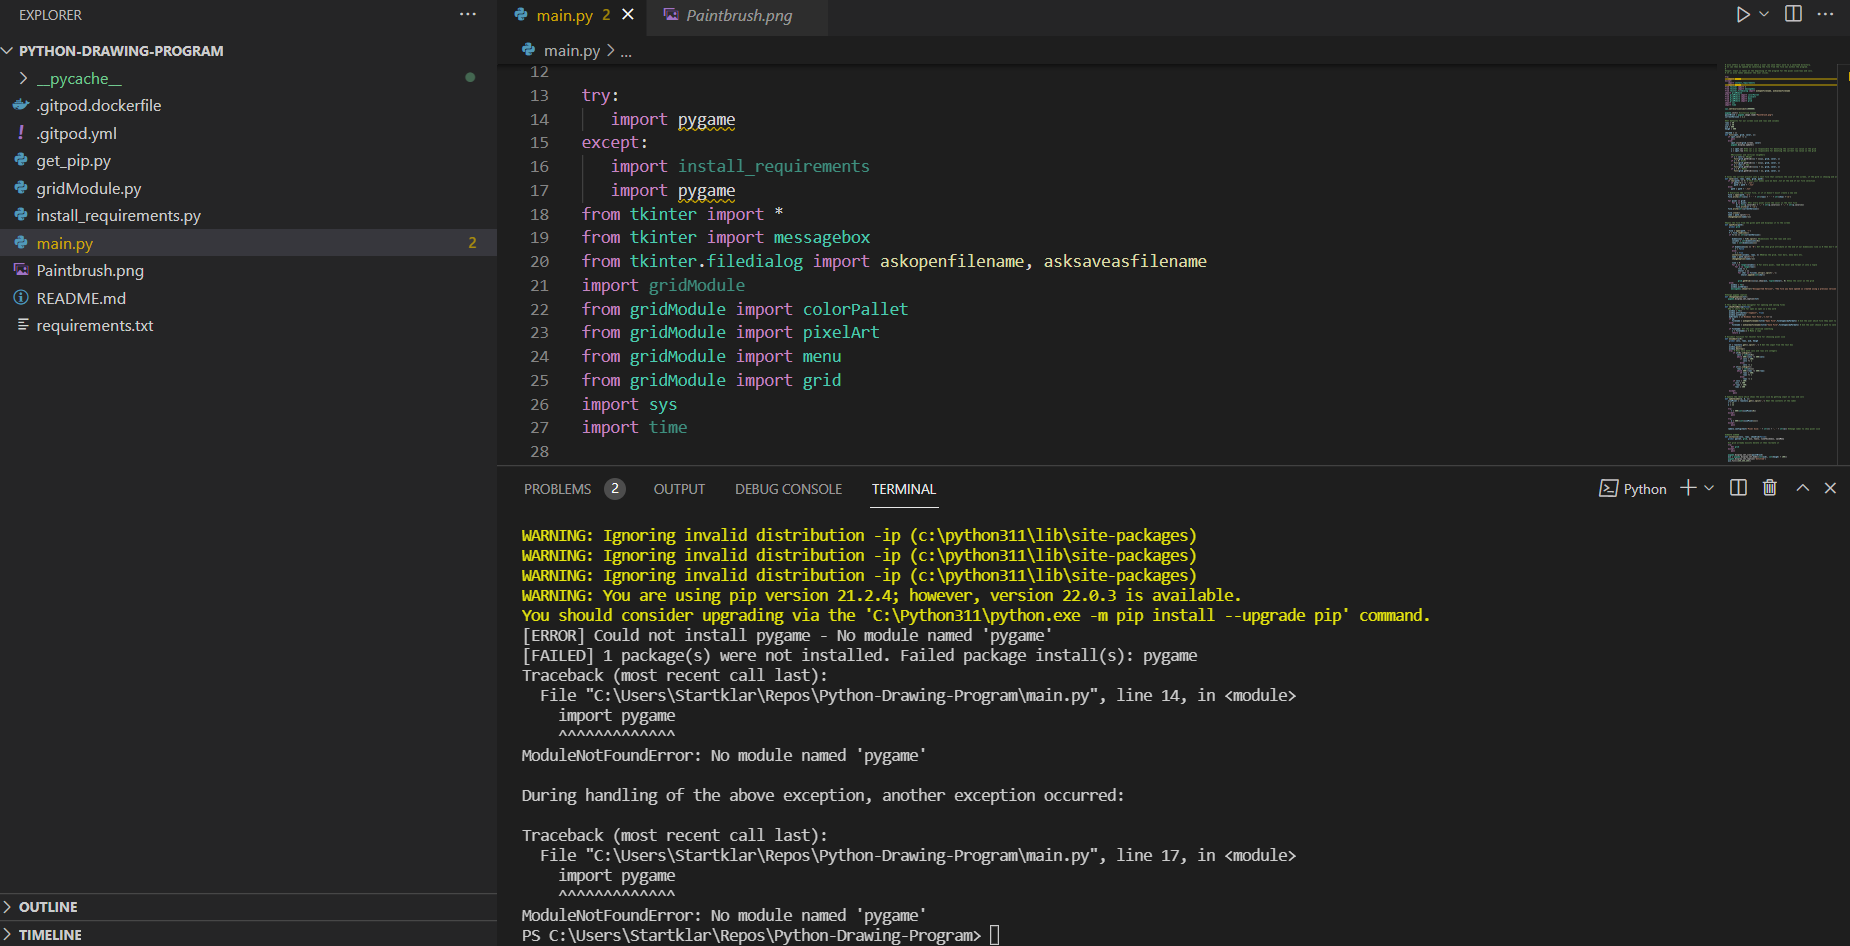 EXPLORER
PYTHON-DRAWING-PROGRAM
__pycache__
.gitpod.dockerfile
.gitpod.yml
get_pip.py
gridModule.py
install_requirements.py
main.py 2
Paintbrush.png
README.md
requirements.txt
OUTLINE
TIMELINE
main.py 2
Paintbrush.png
main.py > ...
12
13 try:
14 import pygame
15 except:
16 import install_requirements
17 import pygame
18 from tkinter import *
19 from tkinter import messagebox
20 from tkinter.filedialog import askopenfilename, asksaveasfilename
21 import gridModule
22 from gridModule import colorPallet
23 from gridModule import pixelArt
24 from gridModule import menu
25 from gridModule import grid
26 import sys
27 import time
28
PROBLEMS 2 OUTPUT DEBUG CONSOLE TERMINAL
Python
WARNING: Ignoring invalid distribution -ip (c:\python311\lib\site-packages)
WARNING: Ignoring invalid distribution -ip (c:\python311\lib\site-packages)
WARNING: Ignoring invalid distribution -ip (c:\python311\lib\site-packages)
WARNING: You are using pip version 21.2.4; however, version 22.0.3 is available.
You should consider upgrading via the 'C:\Python311\python.exe -m pip install --upgrade pip' command.
[ERROR] Could not install pygame - No module named 'pygame'
[FAILED] 1 package(s) were not installed. Failed package install(s): pygame
Traceback (most recent call last):
File "C:\Users\Startklar\Repos\Python-Drawing-Program\main.py", line 14, in <module>
import pygame
^^^^^^^^^^^^^
ModuleNotFoundError: No module named 'pygame'
During handling of the above exception, another exception occurred:
Traceback (most recent call last):
File "C:\Users\Startklar\Repos\Python-Drawing-Program\main.py", line 17, in <module>
import pygame
^^^^^^^^^^^^^
ModuleNotFoundError: No module named 'pygame'
PS C:\Users\Startklar\Repos\Python-Drawing-Program>